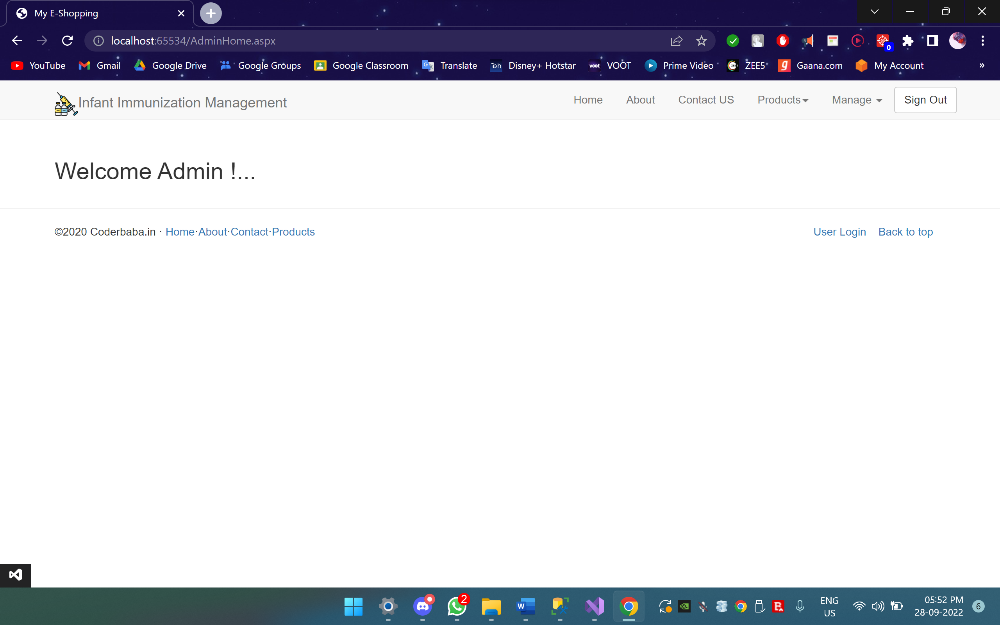 My E-Shopping
localhost:65534/AdminHome.aspx
0
YouTube Gmail Google Drive Google Groups Google Classroom Translate Disney+ Hotstar voot VOOT Prime Video ZEE5 Gaana.com My Account »
Infant Immunization Management Home About Contact US Products Manage Sign Out
Welcome Admin !...
©2020 Coderbaba.in · Home·About·Contact·Products User Login Back to top
2
ENG 05:52 PM
US 28-09-2022 6